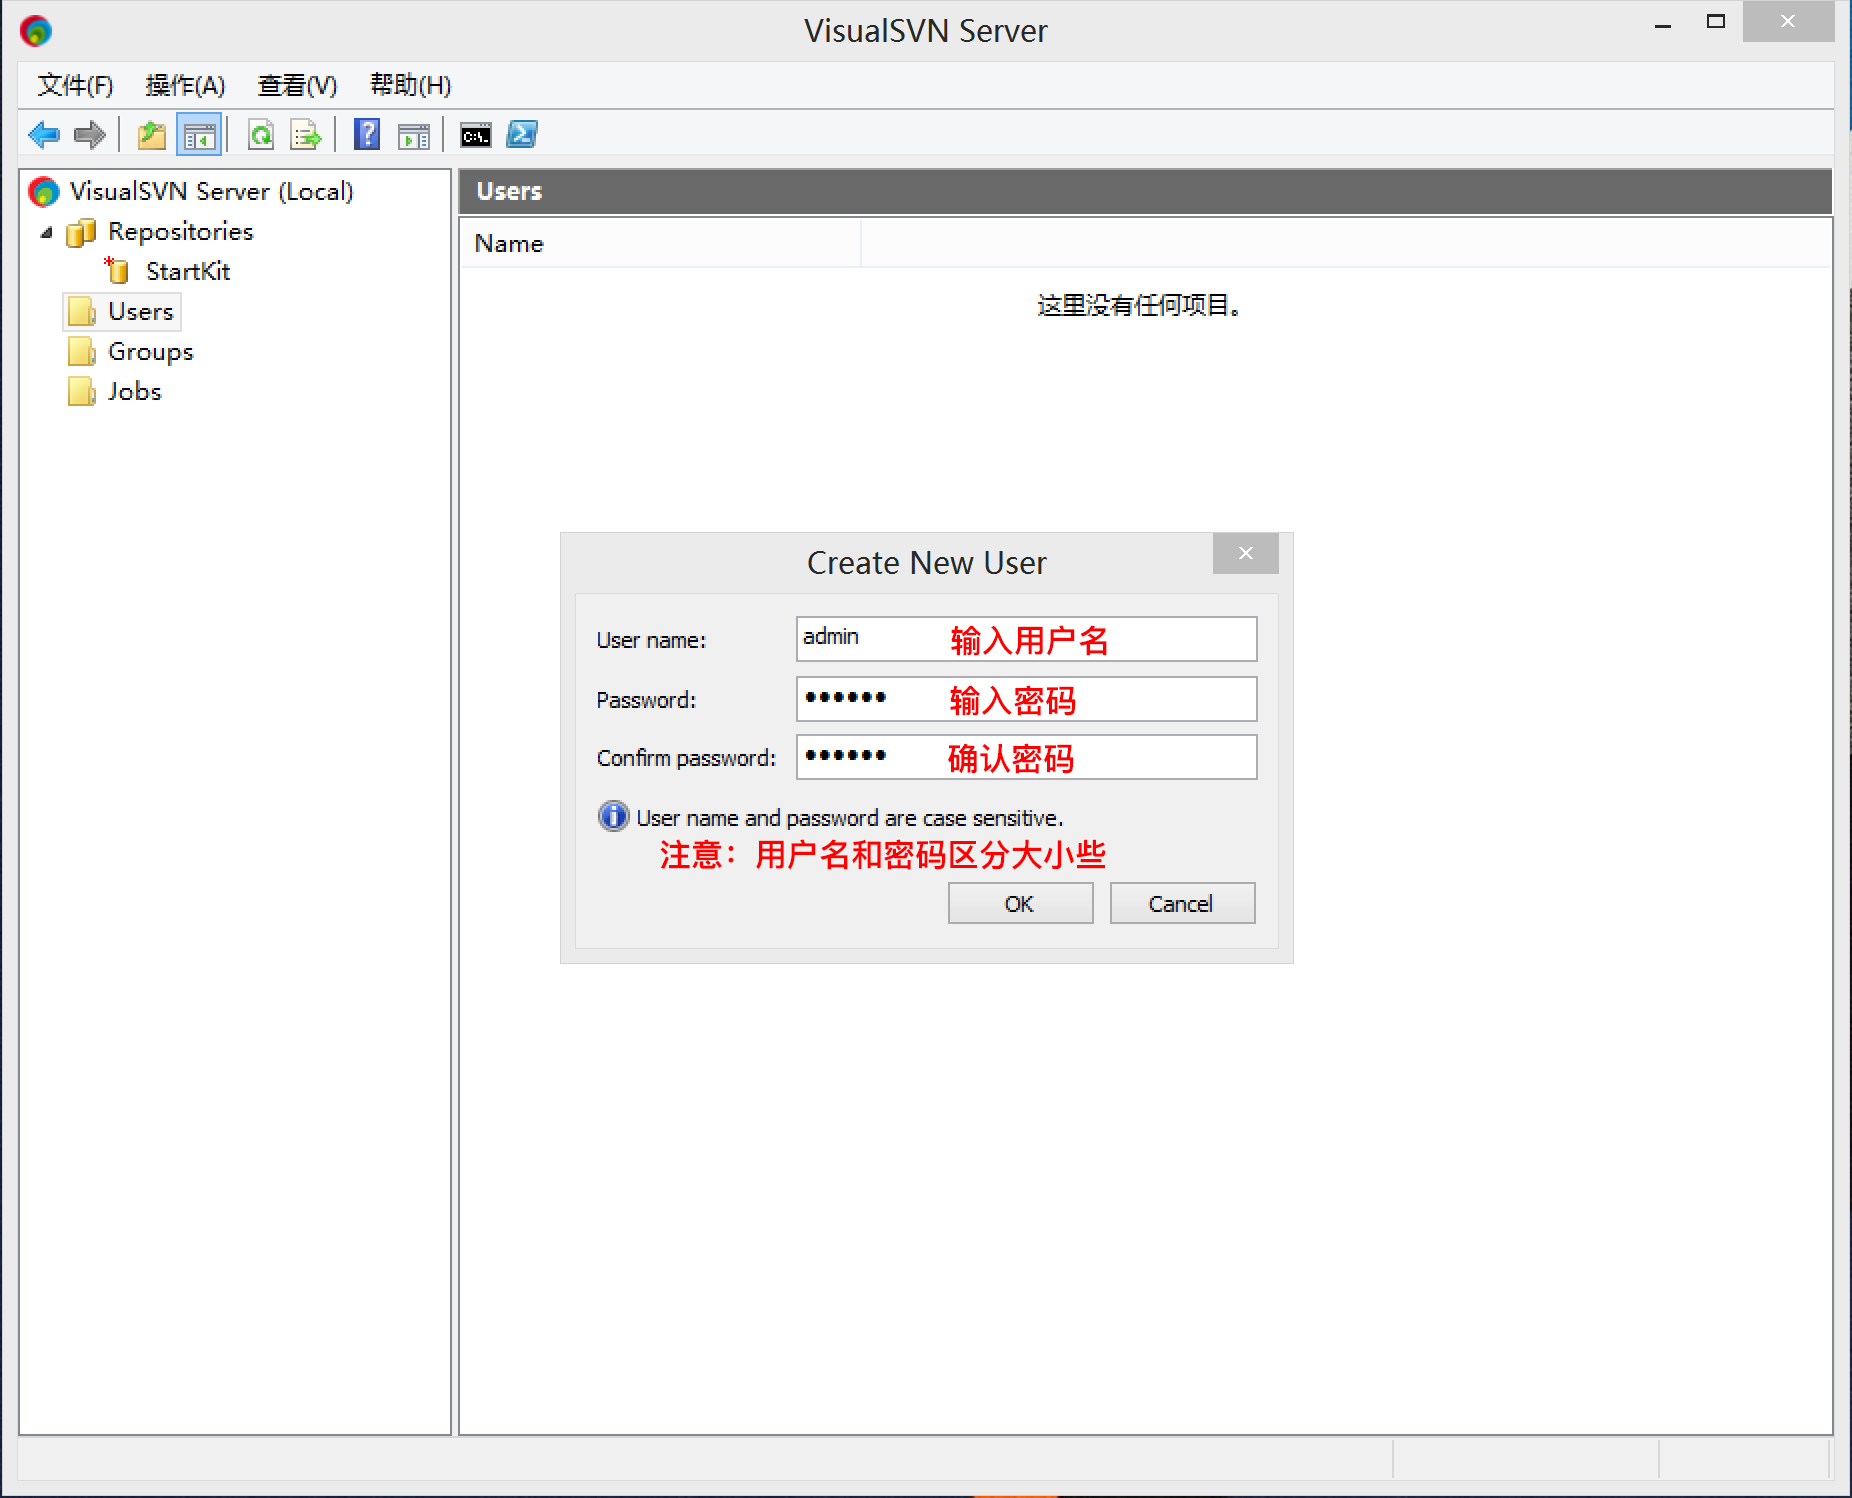 VisualSVN Server
文件(F) 操作(A) 查看(V) 帮助(H)
C:\.
VisualSVN Server (Local)
Repositories
StartKit
Users
Groups
Jobs
Users
Name
这里没有任何项目。
Create New User
User name: admin 输入用户名
Password: •••••• 输入密码
Confirm password: •••••• 确认密码
User name and password are case sensitive.
注意：用户名和密码区分大小些
OK Cancel